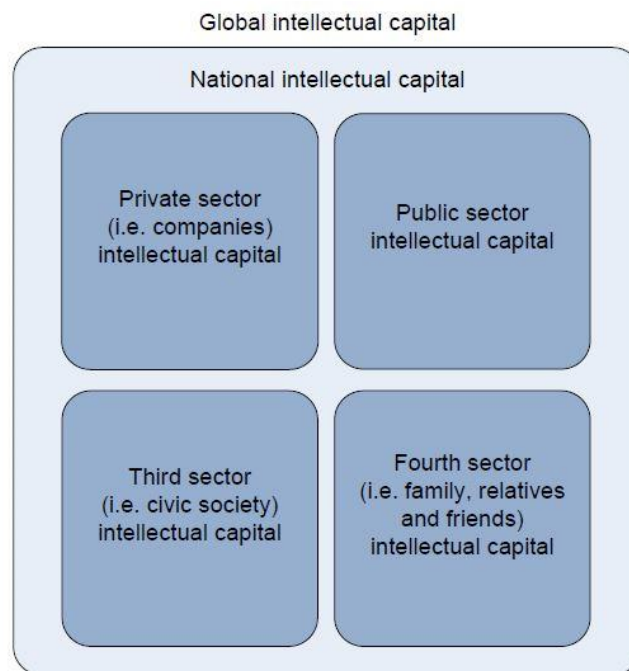 Global intellectual capital
National intellectual capital
Private sector
(i.e. companies)
intellectual capital
Public sector
intellectual capital
Third sector
(i.e. civic society)
intellectual capital
Fourth sector
(i.e. family, relatives
and friends)
intellectual capital